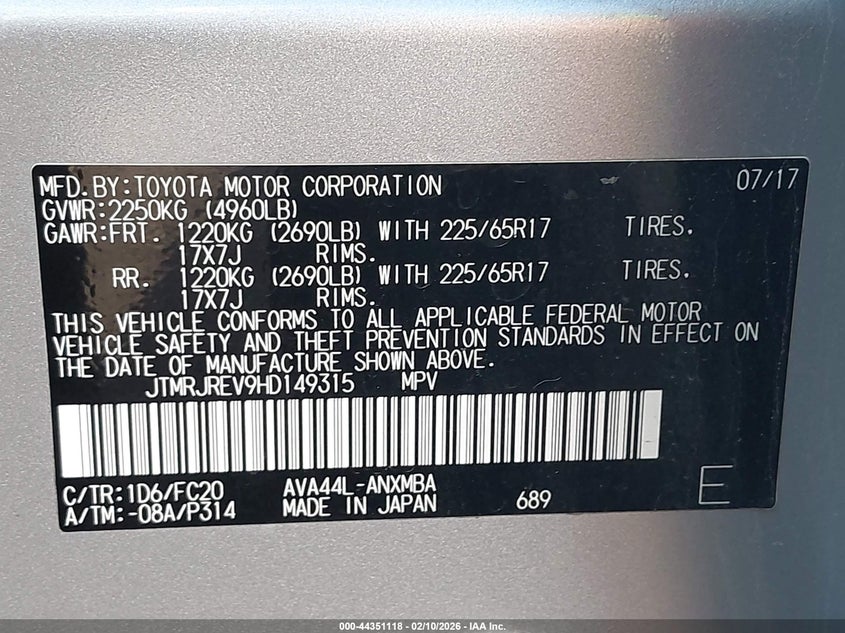 MFD.BY:TOYOTA MOTOR CORPORATION 07/17
GVWR:2250KG (4960LB)
GAWR:FRT. 1220KG (2690LB) WITH 225/65R17 TIRES.
17X7J RIMS.
RR. 1220KG (2690LB) WITH 225/65R17 TIRES.
17X7J RIMS.
THIS VEHICLE CONFORMS TO ALL APPLICABLE FEDERAL MOTOR
VEHICLE SAFETY AND THEFT PREVENTION STANDARDS IN EFFECT ON
THE DATE OF MANUFACTURE SHOWN ABOVE.
JTMRJREV9HD149315 MPV
C/TR:1D6/FC20 AVA44L-ANXMBA
A/TM:-08A/P314 MADE IN JAPAN 689 E
000-44351118 - 02/10/2026 - IAA Inc.